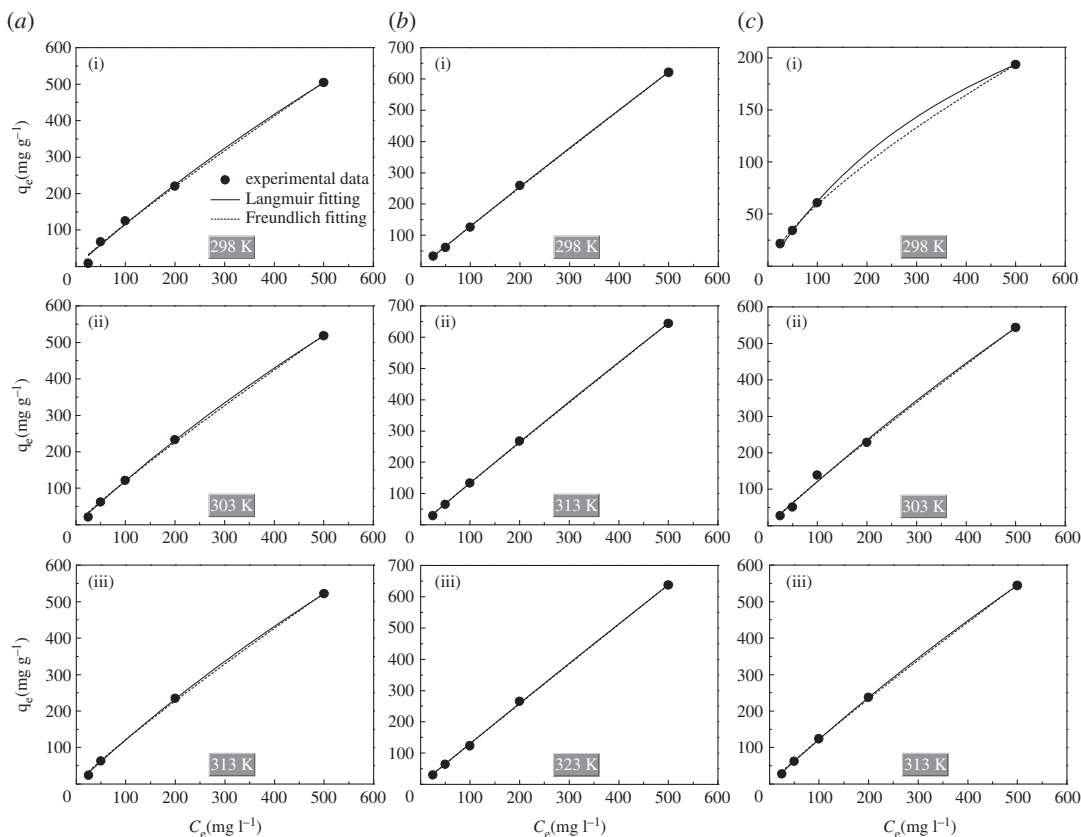 (a) (b) (c)
600 700 200
(i) (i) (i)
500 600
500 150
400
q_e(mg g⁻¹) 400
300 100
experimental data 300
200 Langmuir fitting 200
Freundlich fitting 50
100 100
298 K 298 K 298 K
0 100 200 300 400 500 600 0 100 200 300 400 500 600 0 100 200 300 400 500 600
600 700 600
(ii) (ii) (ii)
500 600 500
500
400 400
q_e(mg g⁻¹) 400
300 300
300
200 200
200
100 100 100
303 K 313 K 303 K
0 100 200 300 400 500 600 0 100 200 300 400 500 600 0 100 200 300 400 500 600
600 700 600
(iii) (iii) (iii)
500 600 500
500
400 400
q_e(mg g⁻¹) 400
300 300
300
200 200
200
100 100 100
313 K 323 K 313 K
0 100 200 300 400 500 600 0 100 200 300 400 500 600 0 100 200 300 400 500 600
C_e(mg l⁻¹) C_e(mg l⁻¹) C_e(mg l⁻¹)